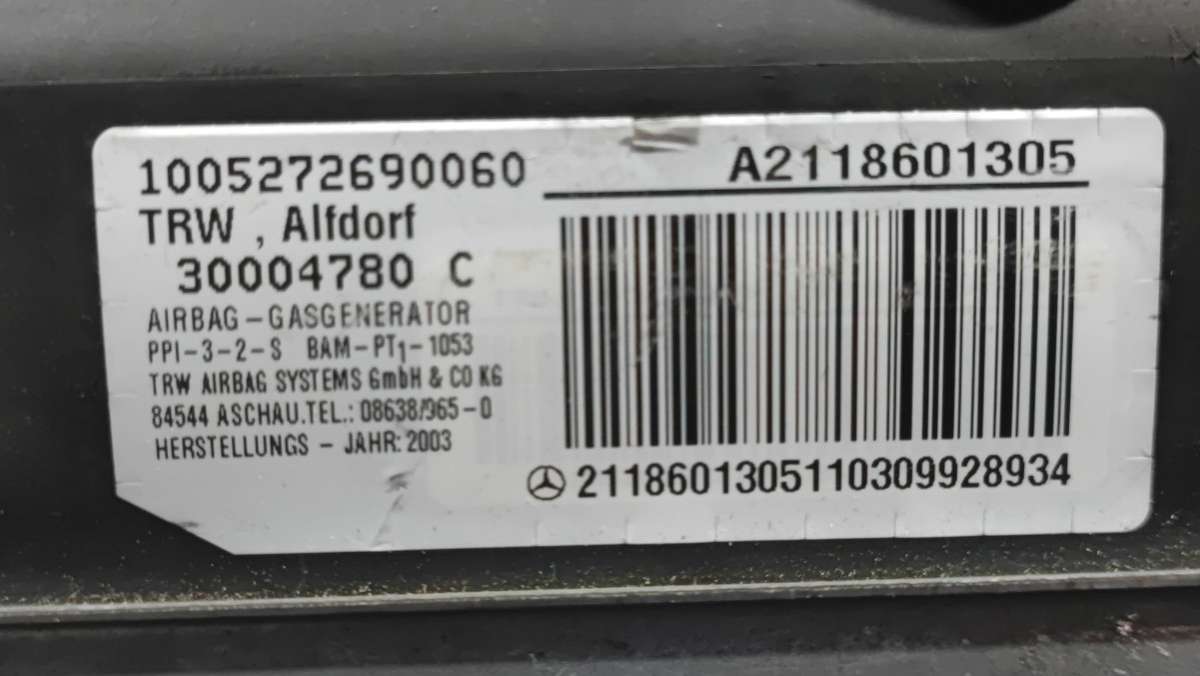 1005272690060
A2118601305
TRW , Alfdorf
30004780 C
AIRBAG-GASGENERATOR
PPI-3-2-S BAM-PT1-1053
TRW AIRBAG SYSTEMS GmbH & CO KG
84544 ASCHAU.TEL.: 08638/965-0
HERSTELLUNGS - JAHR: 2003
2118601305110309928934